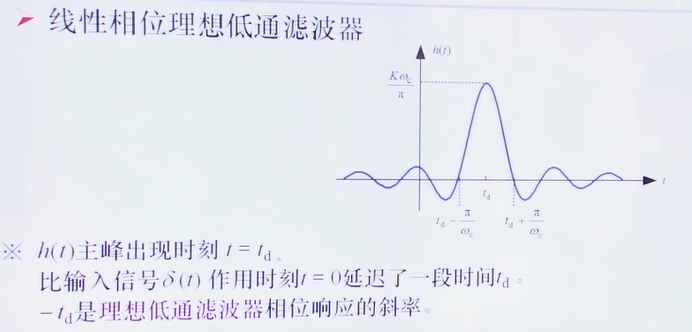 线性相位理想低通滤波器
h(t)
Kω_c/π
t
t_d
t_d − π/ω_c
t_d + π/ω_c
※ h(t)主峰出现时刻 t = t_d 。
比输入信号δ(t) 作用时刻t = 0延迟了一段时间t_d 。
−t_d是理想低通滤波器相位响应的斜率。